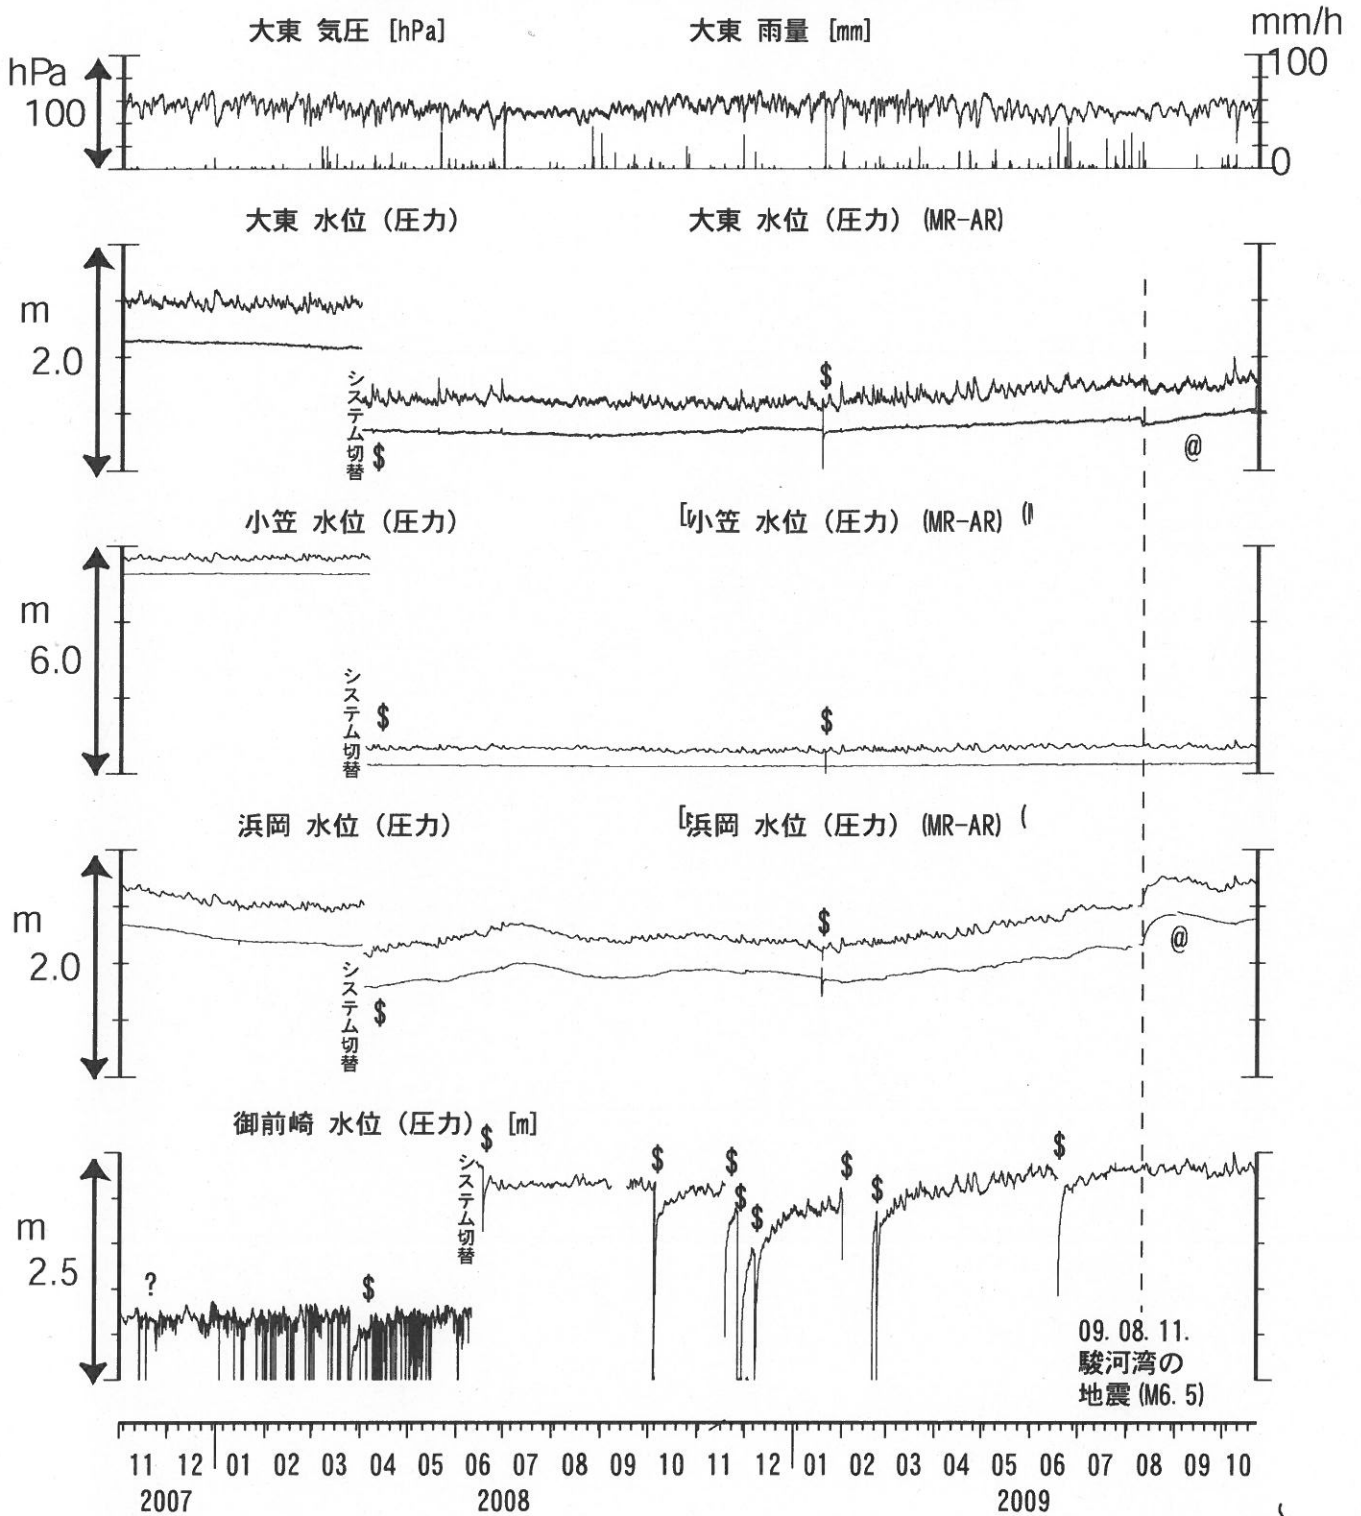 大東 気圧 [hPa]
大東 雨量 [mm]
mm/h
hPa
100
100
0
大東 水位（圧力）
大東 水位（圧力）(MR-AR)
m
2.0
$
システム切替
$
@
小笠 水位（圧力）
[小笠 水位（圧力）(MR-AR) (
m
6.0
システム切替
$
$
浜岡 水位（圧力）
[浜岡 水位（圧力）(MR-AR) (
m
2.0
$
システム切替
$
@
御前崎 水位（圧力） [m]
$
システム切替
$
$
$
$
$
$
$
m
2.5
?
$
09. 08. 11.
駿河湾の
地震 (M6. 5)
11 12 01 02 03 04 05 06 07 08 09 10 11 12 01 02 03 04 05 06 07 08 09 10
2007 2008 2009